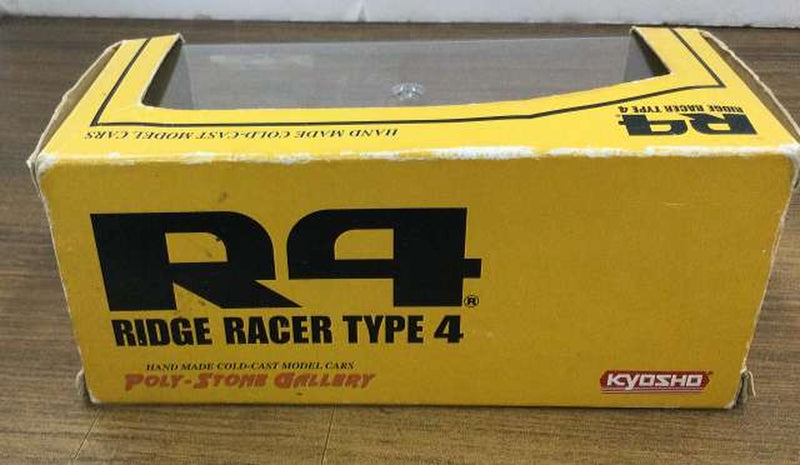 HAND MADE COLD-CAST MODEL CARS
R4
RIDGE RACER TYPE 4
R4®
RIDGE RACER TYPE 4
HAND MADE COLD-CAST MODEL CARS
POLY-STONE GALLERY
KYOSHO